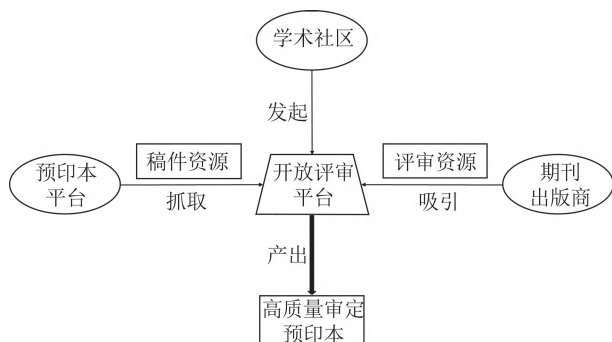 学术社区
发起
稿件资源
评审资源
预印本
平台
开放评审
平台
期刊
出版商
抓取
吸引
产出
高质量审定
预印本